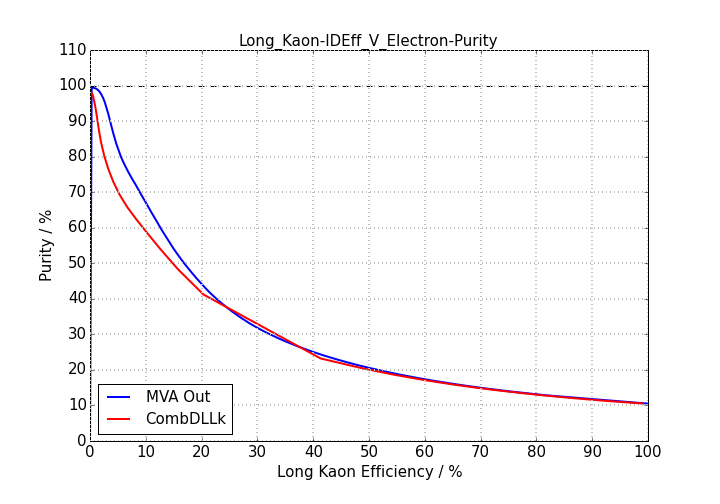 Long_Kaon-IDEff_V_Electron-Purity
110
100
90
80
70
60
50
40
30
20
10
0
Purity / %
MVA Out
CombDLLk
0 10 20 30 40 50 60 70 80 90 100
Long Kaon Efficiency / %